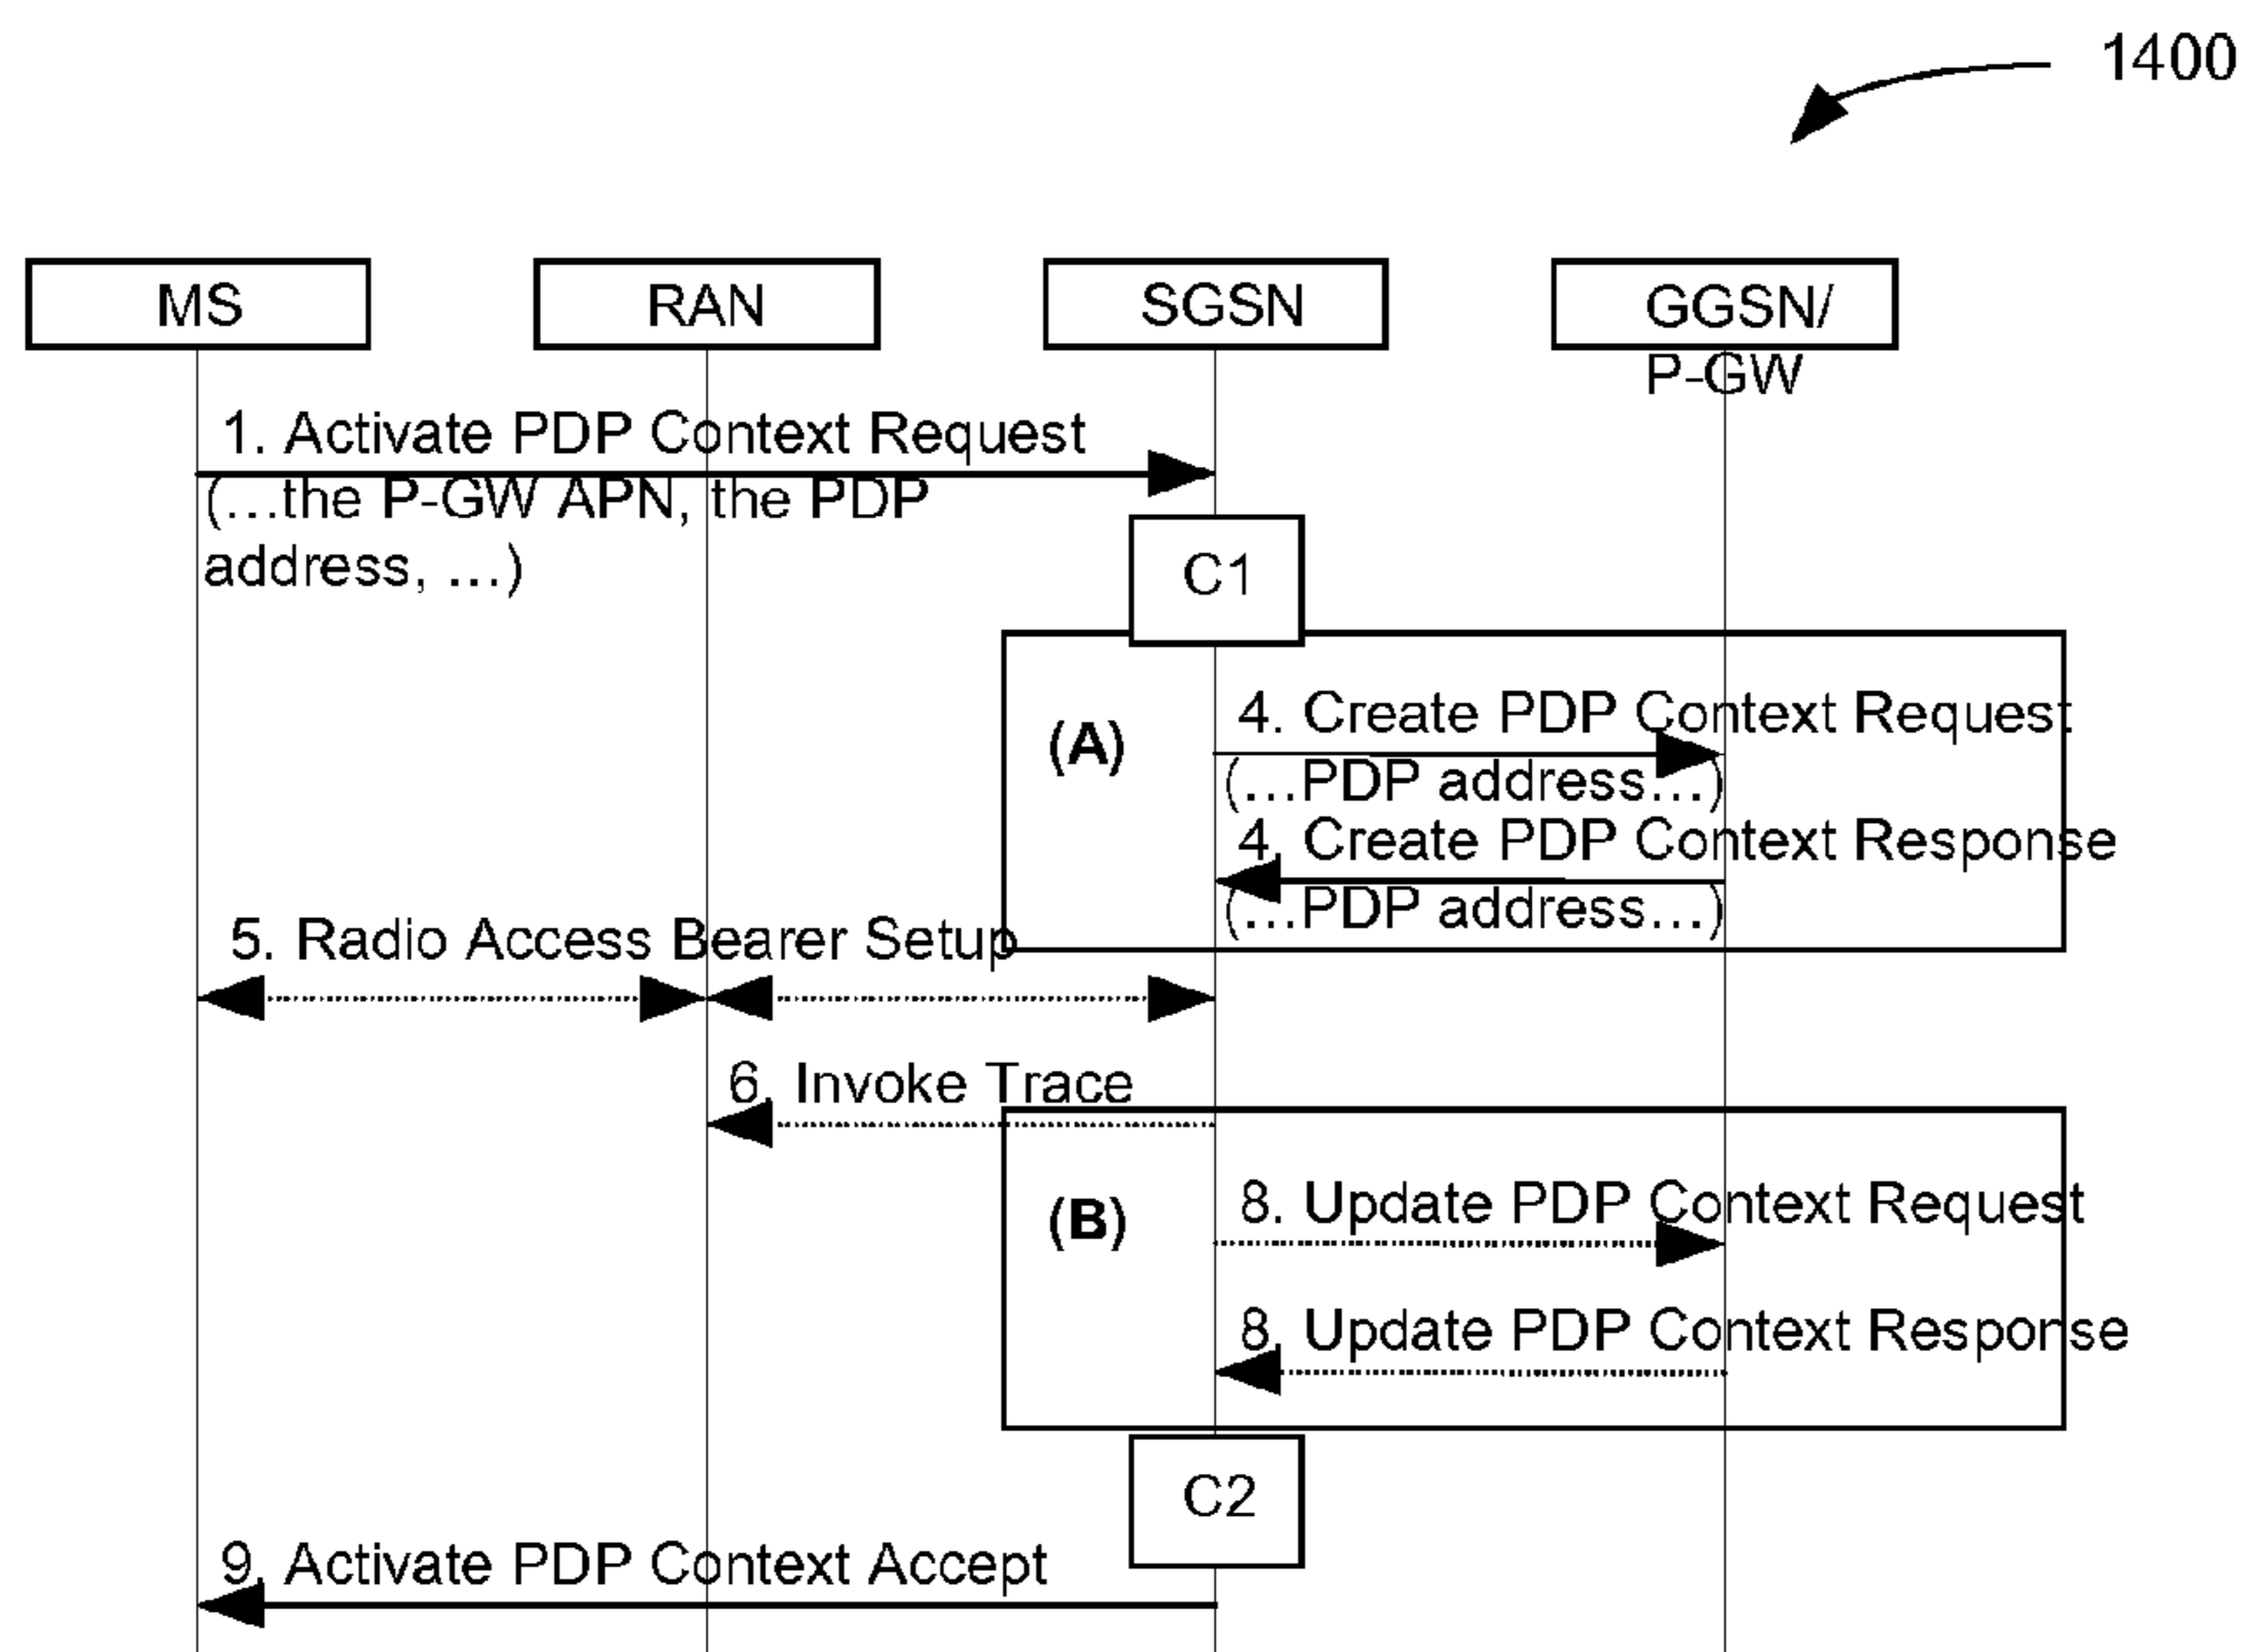 1400
MS
RAN
SGSN
GGSN/
P-GW
1. Activate PDP Context Request
(...the P-GW APN, the PDP
address, ...)
C1
(A)
4. Create PDP Context Request
(...PDP address...)
4. Create PDP Context Response
(...PDP address...)
5. Radio Access Bearer Setup
6. Invoke Trace
(B)
8. Update PDP Context Request
8. Update PDP Context Response
C2
9. Activate PDP Context Accept